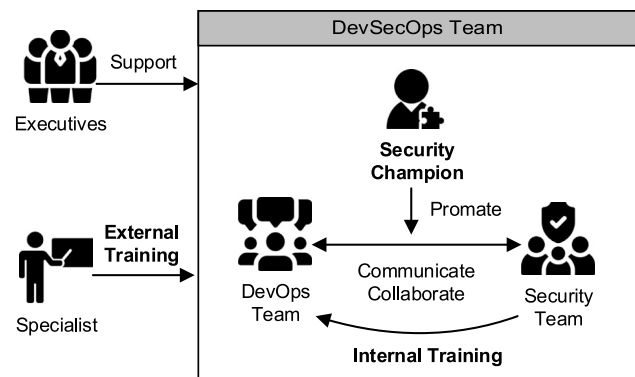 DevSecOps Team
Support
Executives
Security
Champion
External
Training
Promate
Communicate
Collaborate
DevOps
Team
Security
Team
Specialist
Internal Training